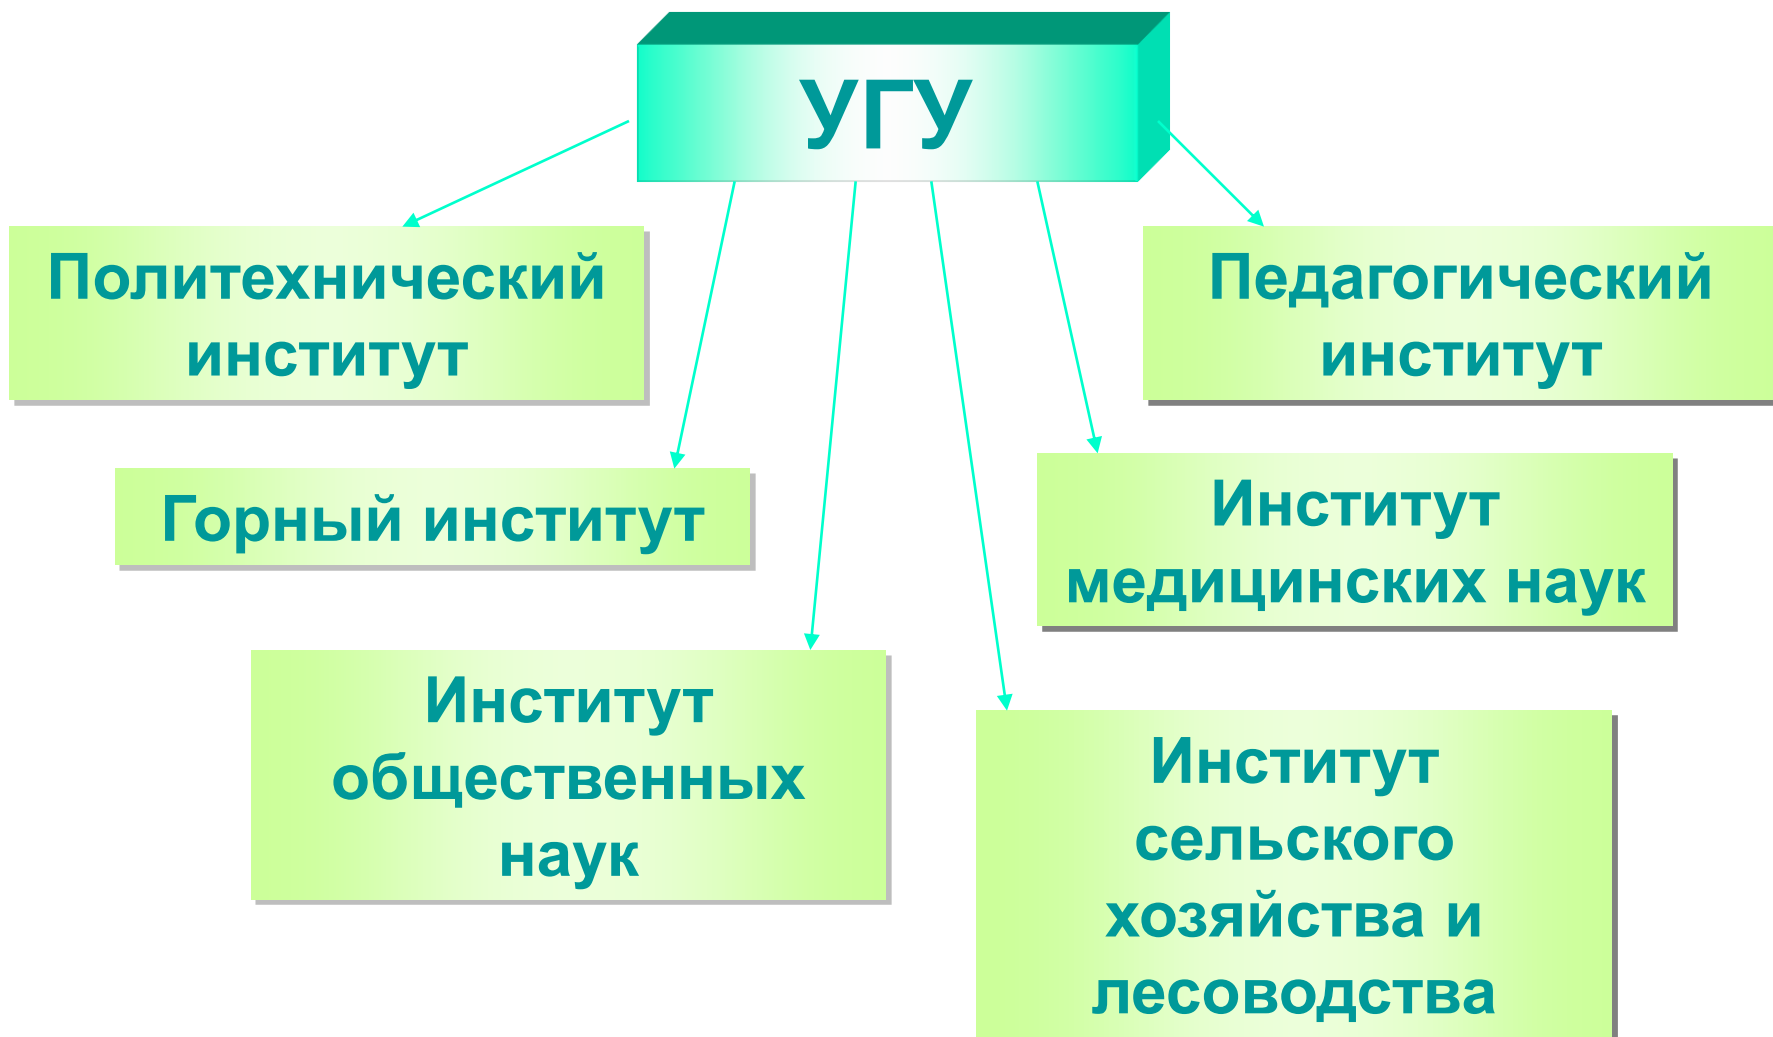 УГУ
Политехнический
институт
Педагогический
институт
Горный институт
Институт
медицинских наук
Институт
общественных
наук
Институт
сельского
хозяйства и
лесоводства